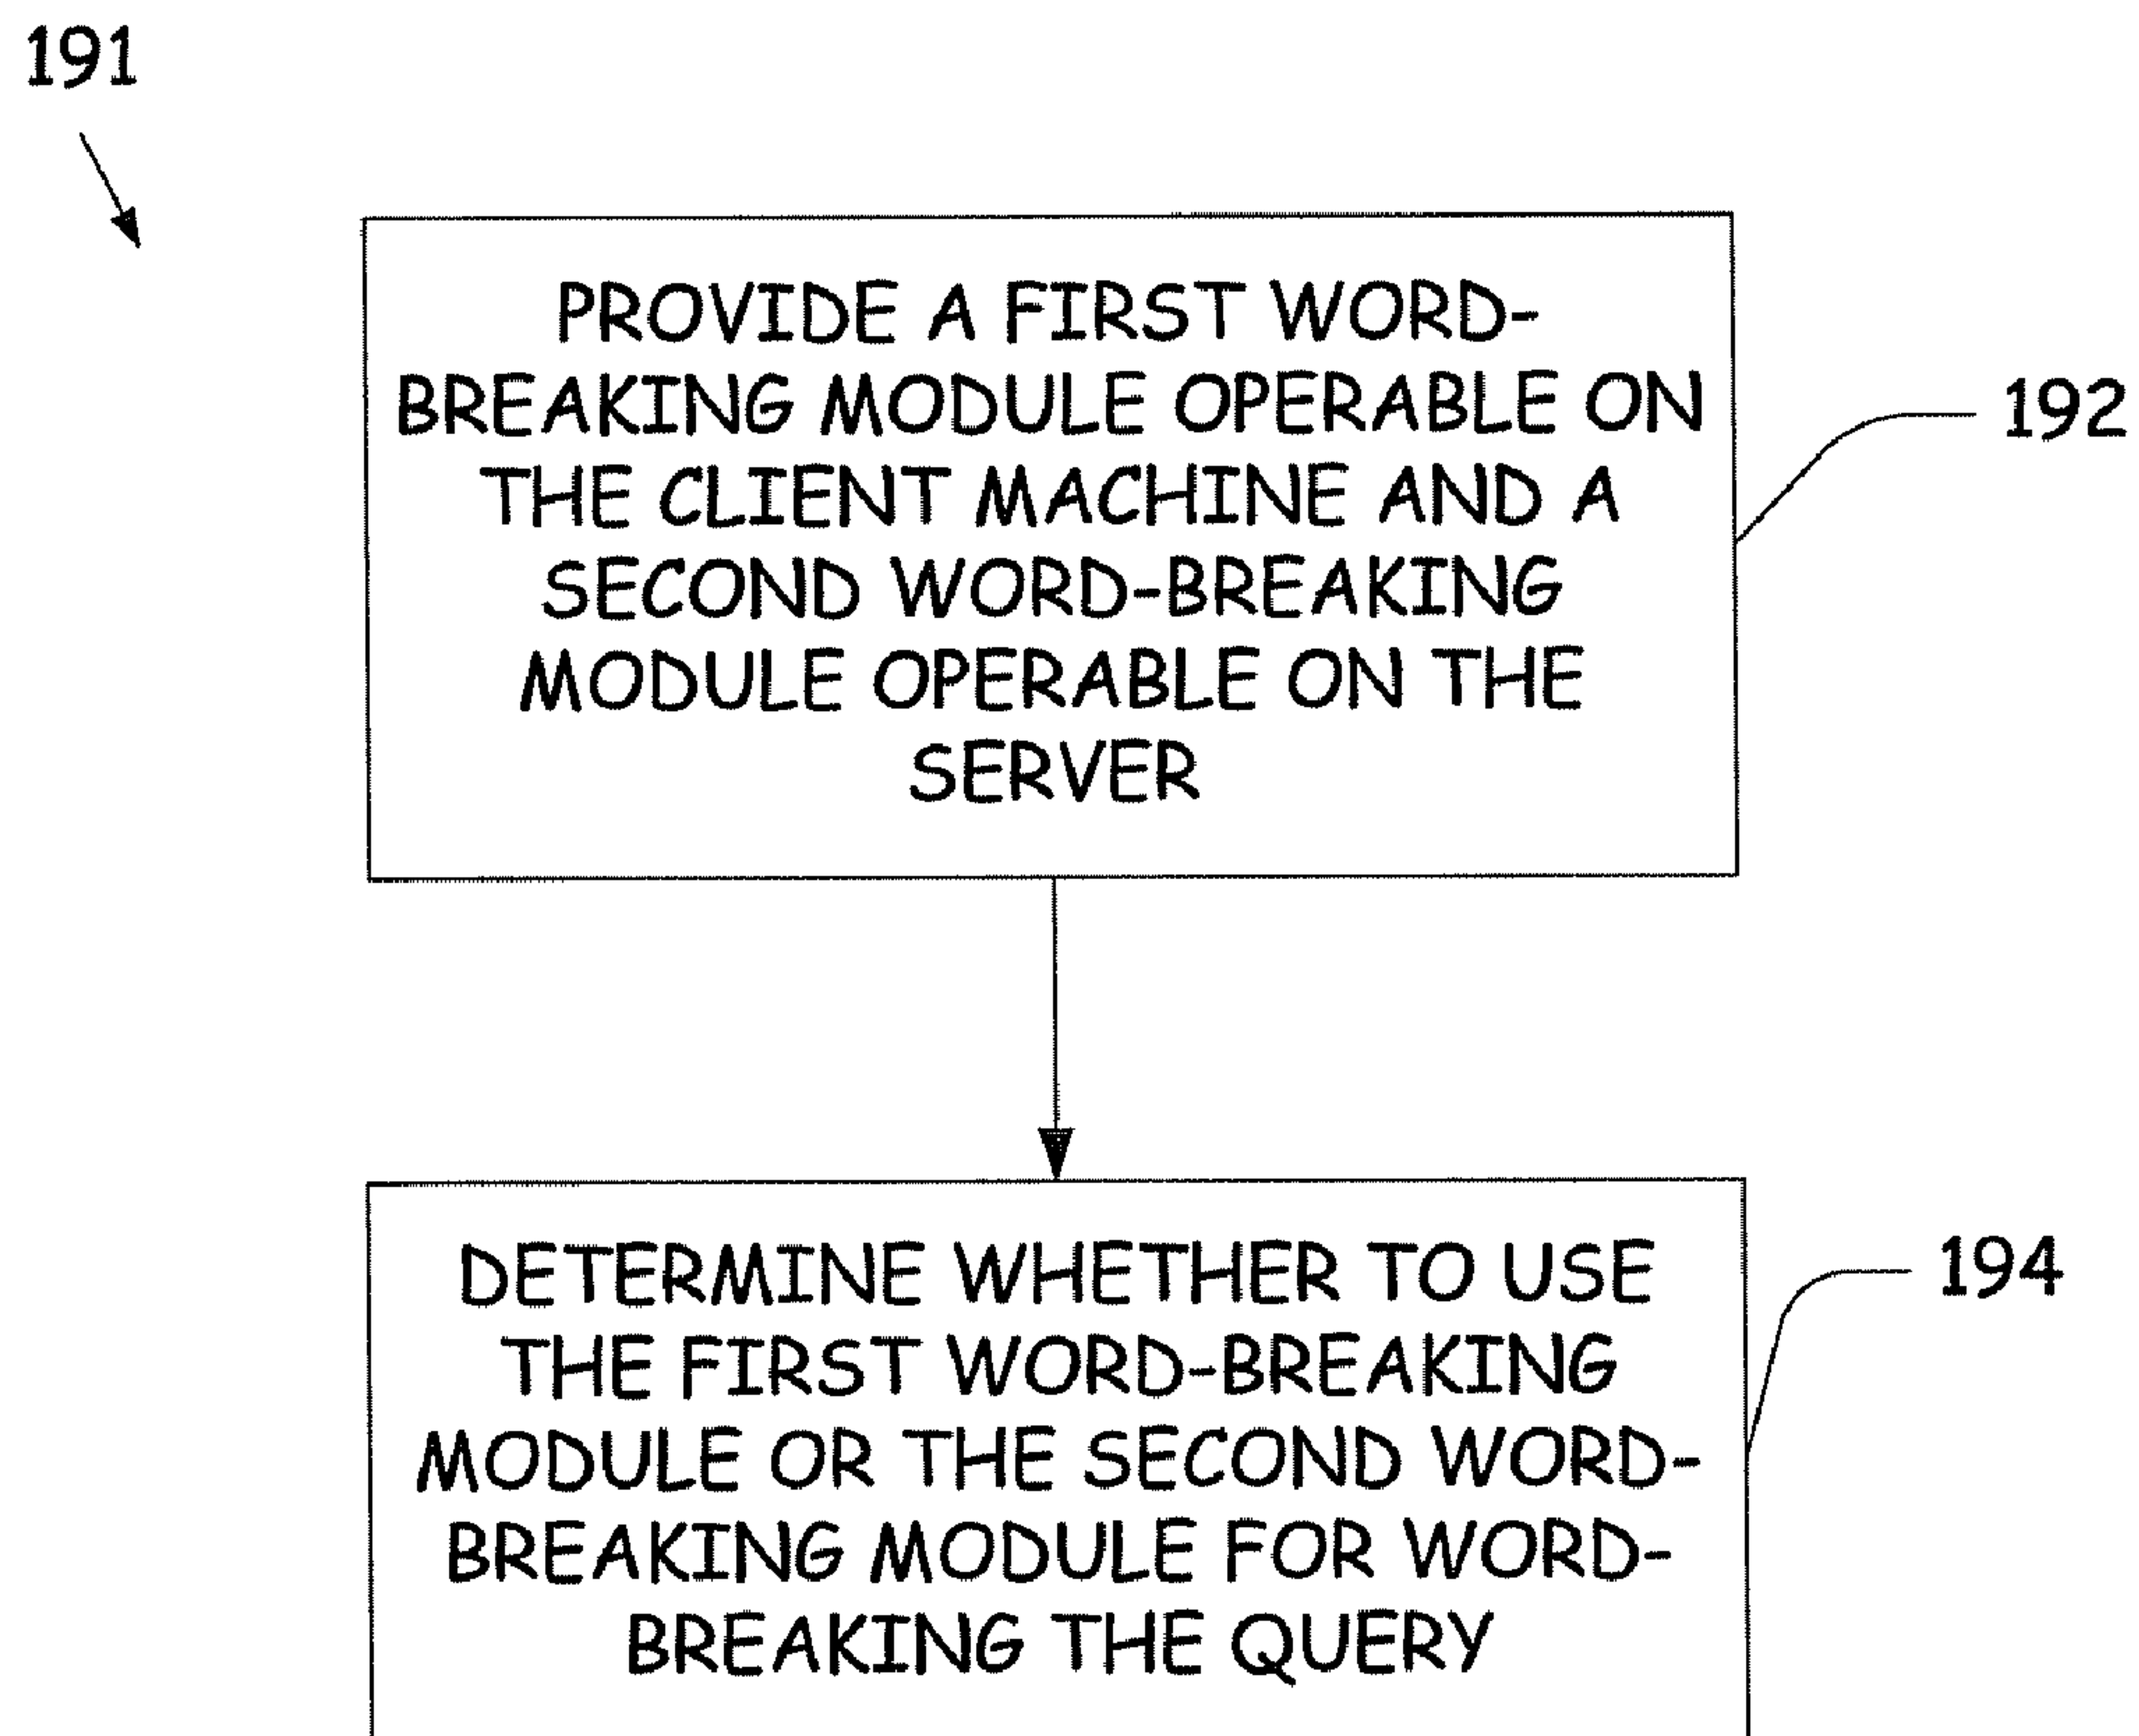 191
PROVIDE A FIRST WORD-
BREAKING MODULE OPERABLE ON
THE CLIENT MACHINE AND A
SECOND WORD-BREAKING
MODULE OPERABLE ON THE
SERVER
192
DETERMINE WHETHER TO USE
THE FIRST WORD-BREAKING
MODULE OR THE SECOND WORD-
BREAKING MODULE FOR WORD-
BREAKING THE QUERY
194